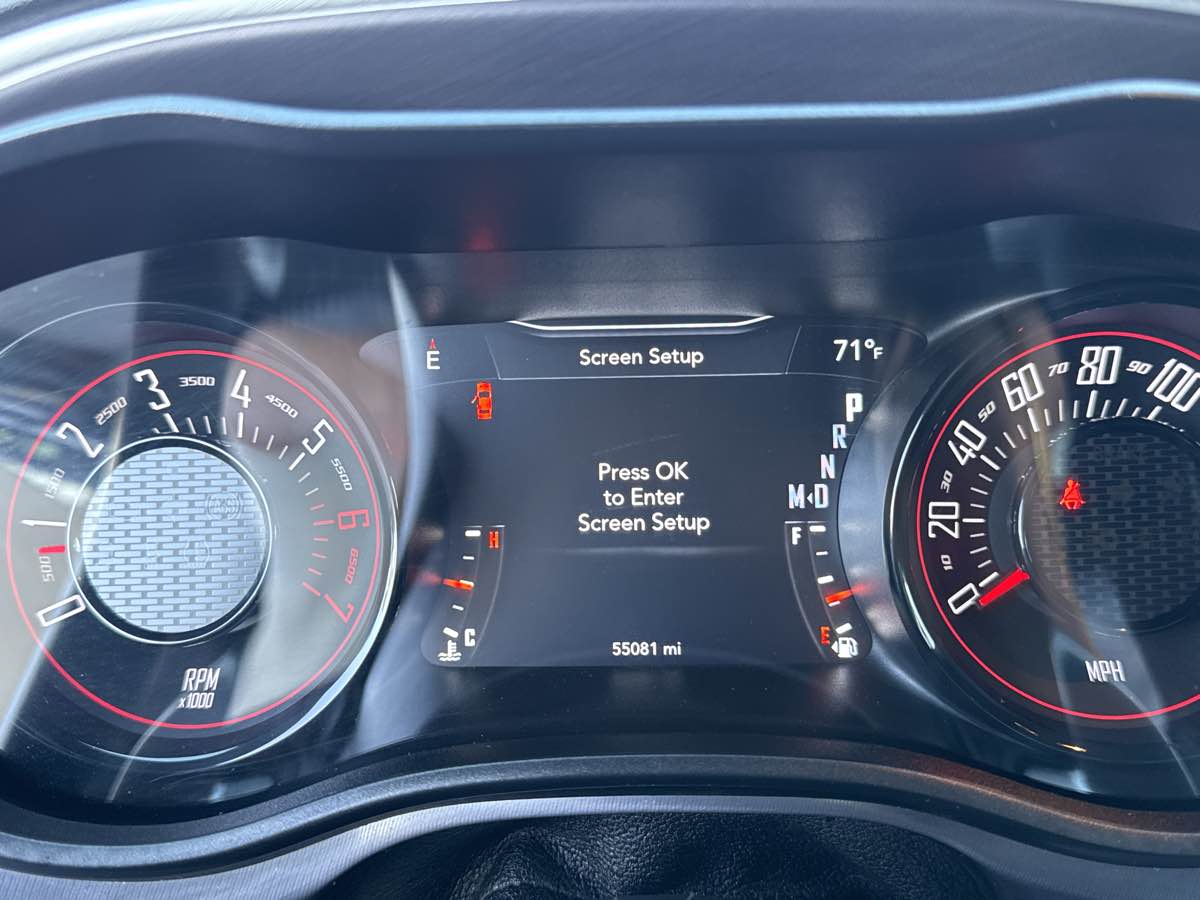 E
Screen Setup
71°F
P
R
N
M◂D
Press OK
to Enter
Screen Setup
H
C
F
E
55081 mi
0
500
1
1500
2
2500
3
3500
4
4500
5
5500
6
6500
7
RPM
x1000
0
10
20
30
40
50
60
70
80
90
100
MPH